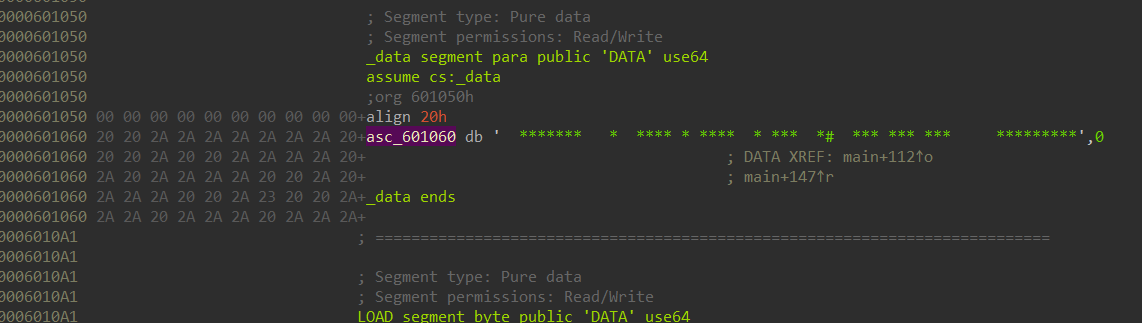 0000601050 ; Segment type: Pure data
0000601050 ; Segment permissions: Read/Write
0000601050 _data segment para public 'DATA' use64
0000601050 assume cs:_data
0000601050 ;org 601050h
0000601050 00 00 00 00 00 00 00 00 00 00+align 20h
0000601060 20 20 2A 2A 2A 2A 2A 2A 2A 20+asc_601060 db '  *******   *  **** * ****  * ***  *#  *** *** ***     *********',0
0000601060 20 20 2A 20 20 2A 2A 2A 2A 20+ ; DATA XREF: main+112↑o
0000601060 2A 20 2A 2A 2A 2A 20 20 2A 20+ ; main+147↑r
0000601060 2A 2A 2A 20 20 2A 23 20 20 2A+_data ends
0000601060 2A 2A 20 2A 2A 2A 20 2A 2A 2A+
00006010A1 ; ===========================================================================
00006010A1
00006010A1 ; Segment type: Pure data
00006010A1 ; Segment permissions: Read/Write
00006010A1 LOAD segment byte public 'DATA' use64